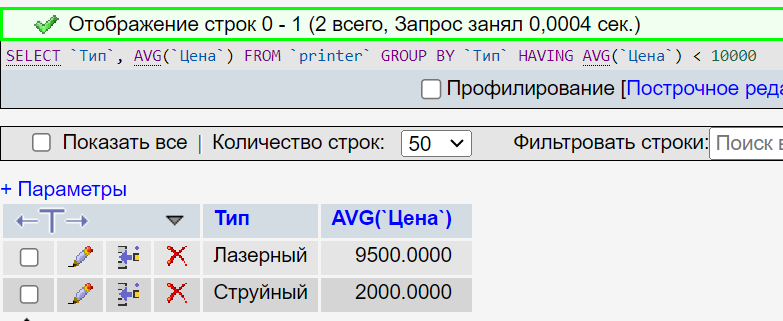 Отображение строк 0 - 1 (2 всего, Запрос занял 0,0004 сек.)
SELECT `Тип`, AVG(`Цена`) FROM `printer` GROUP BY `Тип` HAVING AVG(`Цена`) < 10000
Профилирование [Построчное
Показать все | Количество строк: 50 Фильтровать строки: Поиск
+ Параметры
←T→ Тип AVG(`Цена`)
Лазерный 9500.0000
Струйный 2000.0000